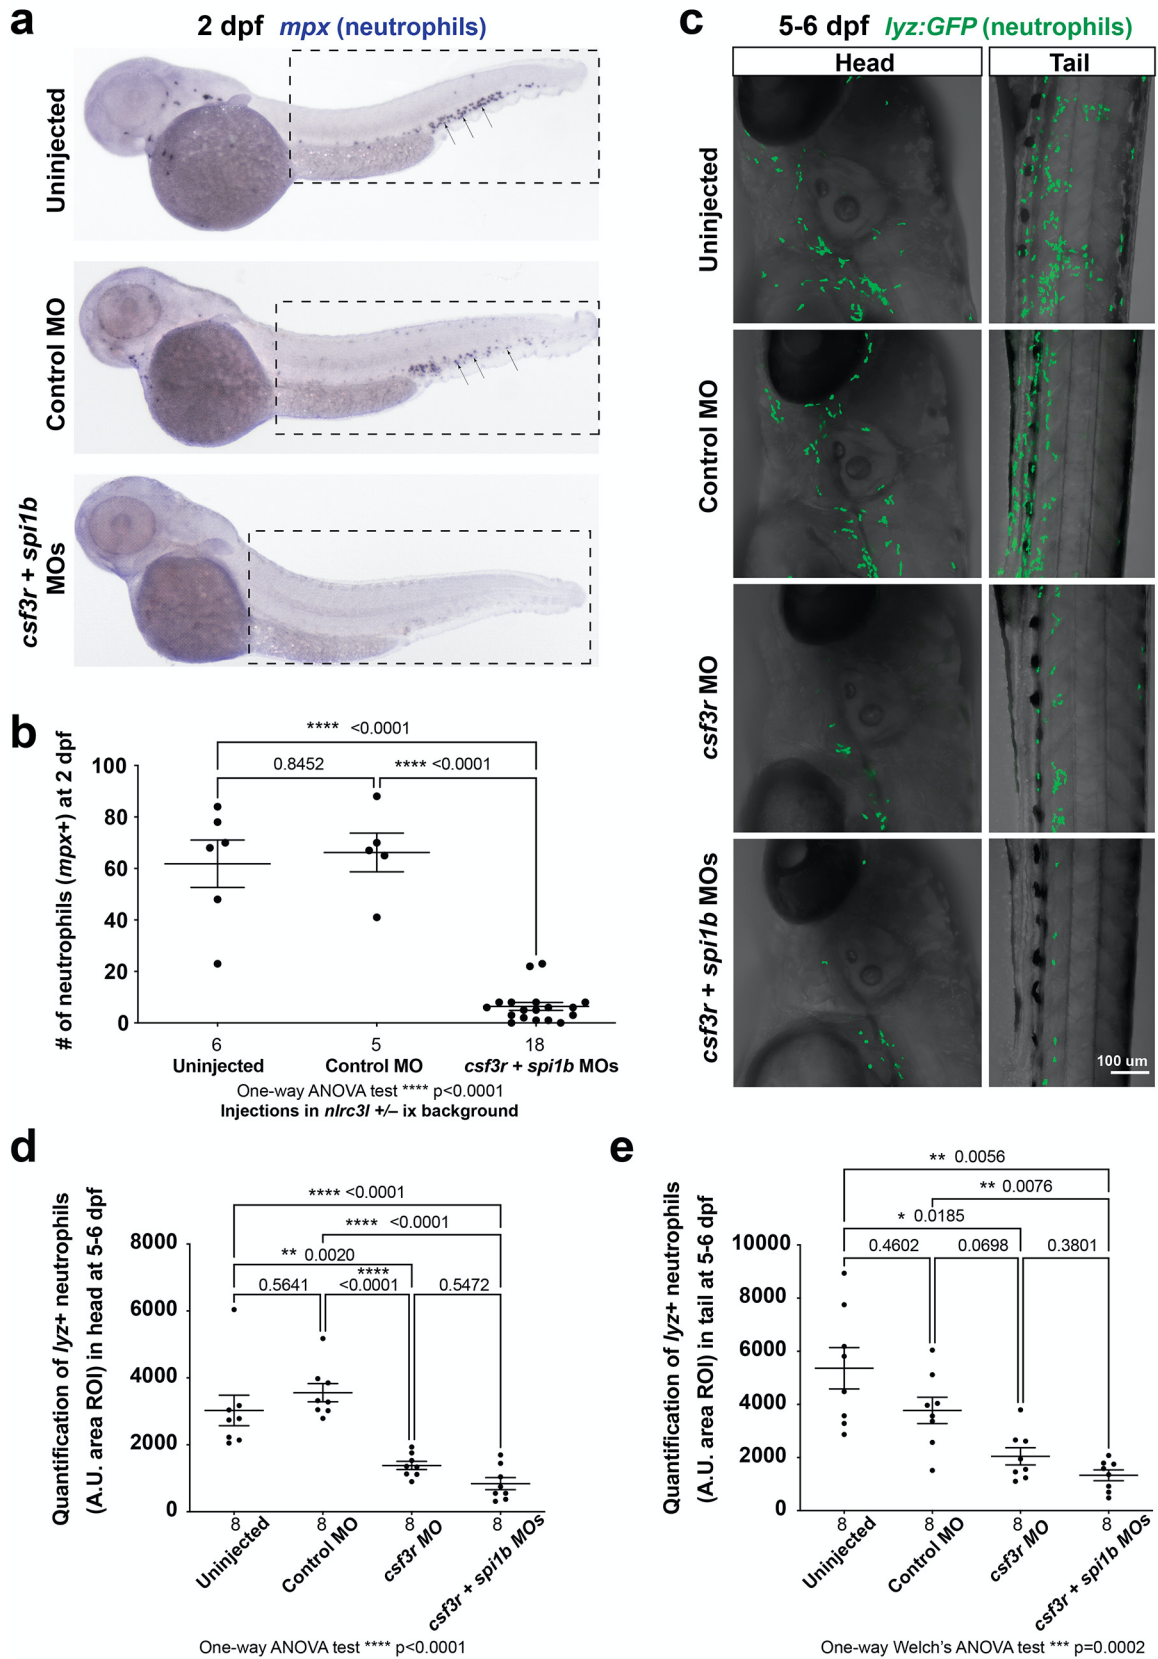 a
2 dpf mpx (neutrophils)
Uninjected
Control MO
csf3r + spi1b
MOs
b
# of neutrophils (mpx+) at 2 dpf
**** <0.0001
0.8452
**** <0.0001
100
80
60
40
20
0
6
5
18
Uninjected
Control MO
csf3r + spi1b MOs
One-way ANOVA test **** p<0.0001
Injections in nlrc3l +/– ix background
c
5-6 dpf lyz:GFP (neutrophils)
Head
Tail
Uninjected
Control MO
csf3r MO
csf3r + spi1b MOs
100 um
d
Quantification of lyz+ neutrophils
(A.U. area ROI) in head at 5-6 dpf
**** <0.0001
**** <0.0001
** 0.0020
****
0.5641
<0.0001
0.5472
8000
6000
4000
2000
0
8
8
8
8
Uninjected
Control MO
csf3r MO
csf3r + spi1b MOs
One-way ANOVA test **** p<0.0001
e
Quantification of lyz+ neutrophils
(A.U. area ROI) in tail at 5-6 dpf
** 0.0056
** 0.0076
* 0.0185
0.4602
0.0698
0.3801
10000
8000
6000
4000
2000
0
8
8
8
8
Uninjected
Control MO
csf3r MO
csf3r + spi1b MOs
One-way Welch's ANOVA test *** p=0.0002